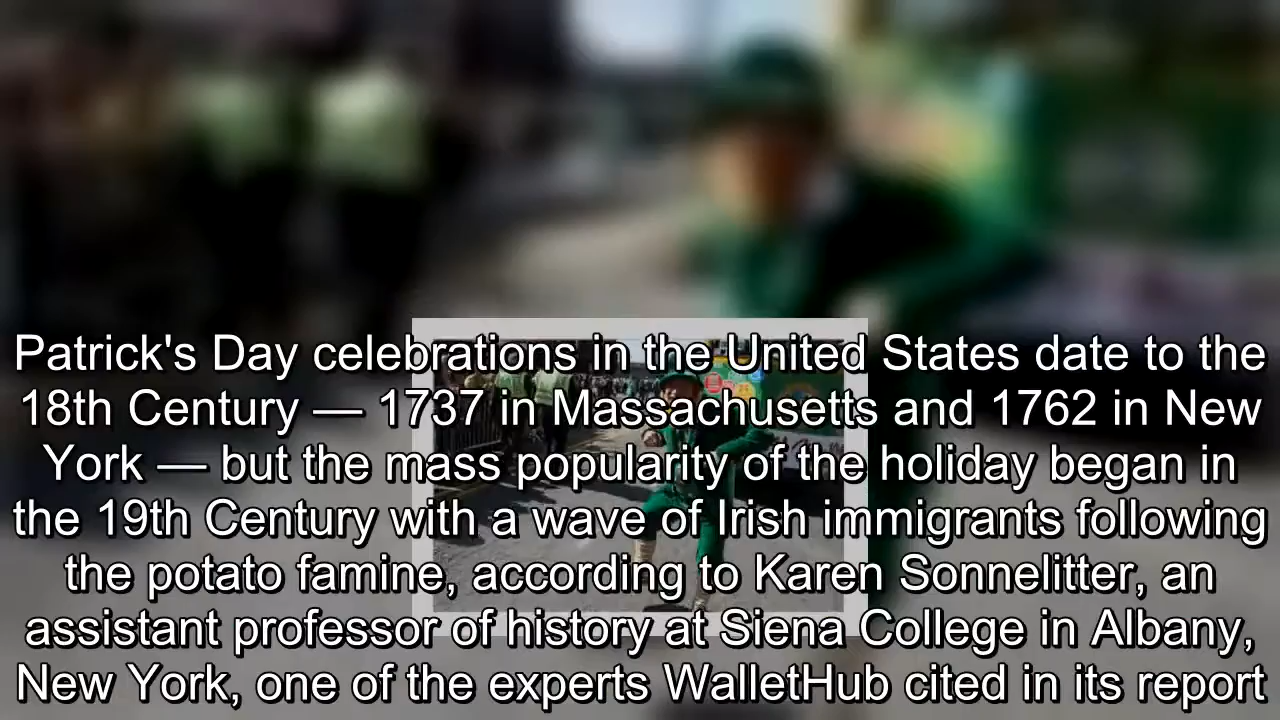 Patrick's Day celebrations in the United States date to the
18th Century — 1737 in Massachusetts and 1762 in New
York — but the mass popularity of the holiday began in
the 19th Century with a wave of Irish immigrants following
the potato famine, according to Karen Sonnelitter, an
assistant professor of history at Siena College in Albany,
New York, one of the experts WalletHub cited in its report